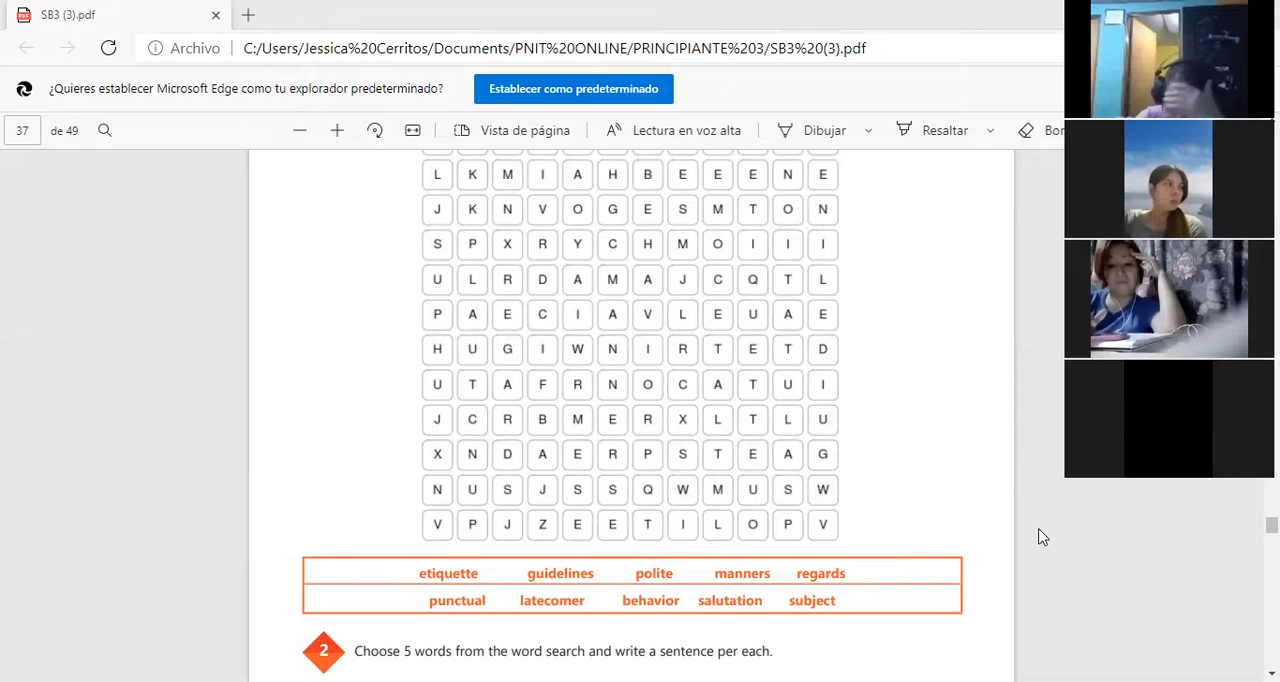 SB3 (3).pdf
Archivo C:/Users/Jessica%20Cerritos/Documents/PNIT%20ONLINE/PRINCIPIANTE%203/SB3%20(3).pdf
¿Quieres establecer Microsoft Edge como tu explorador predeterminado? Establecer como predeterminado
37 de 49 Vista de página Lectura en voz alta Dibujar Resaltar Bor
L K M I A H B E E E N E
J K N V O G E S M T O N
S P X R Y C H M O I I I
U L R D A M A J C Q T L
P A E C I A V L E U A E
H U G I W N I R T E T D
U T A F R N O C A T U I
J C R B M E R X L T L U
X N D A E R P S T E A G
N U S J S S Q W M U S W
V P J Z E E T I L O P V
etiquette guidelines polite manners regards
punctual latecomer behavior salutation subject
2 Choose 5 words from the word search and write a sentence per each.